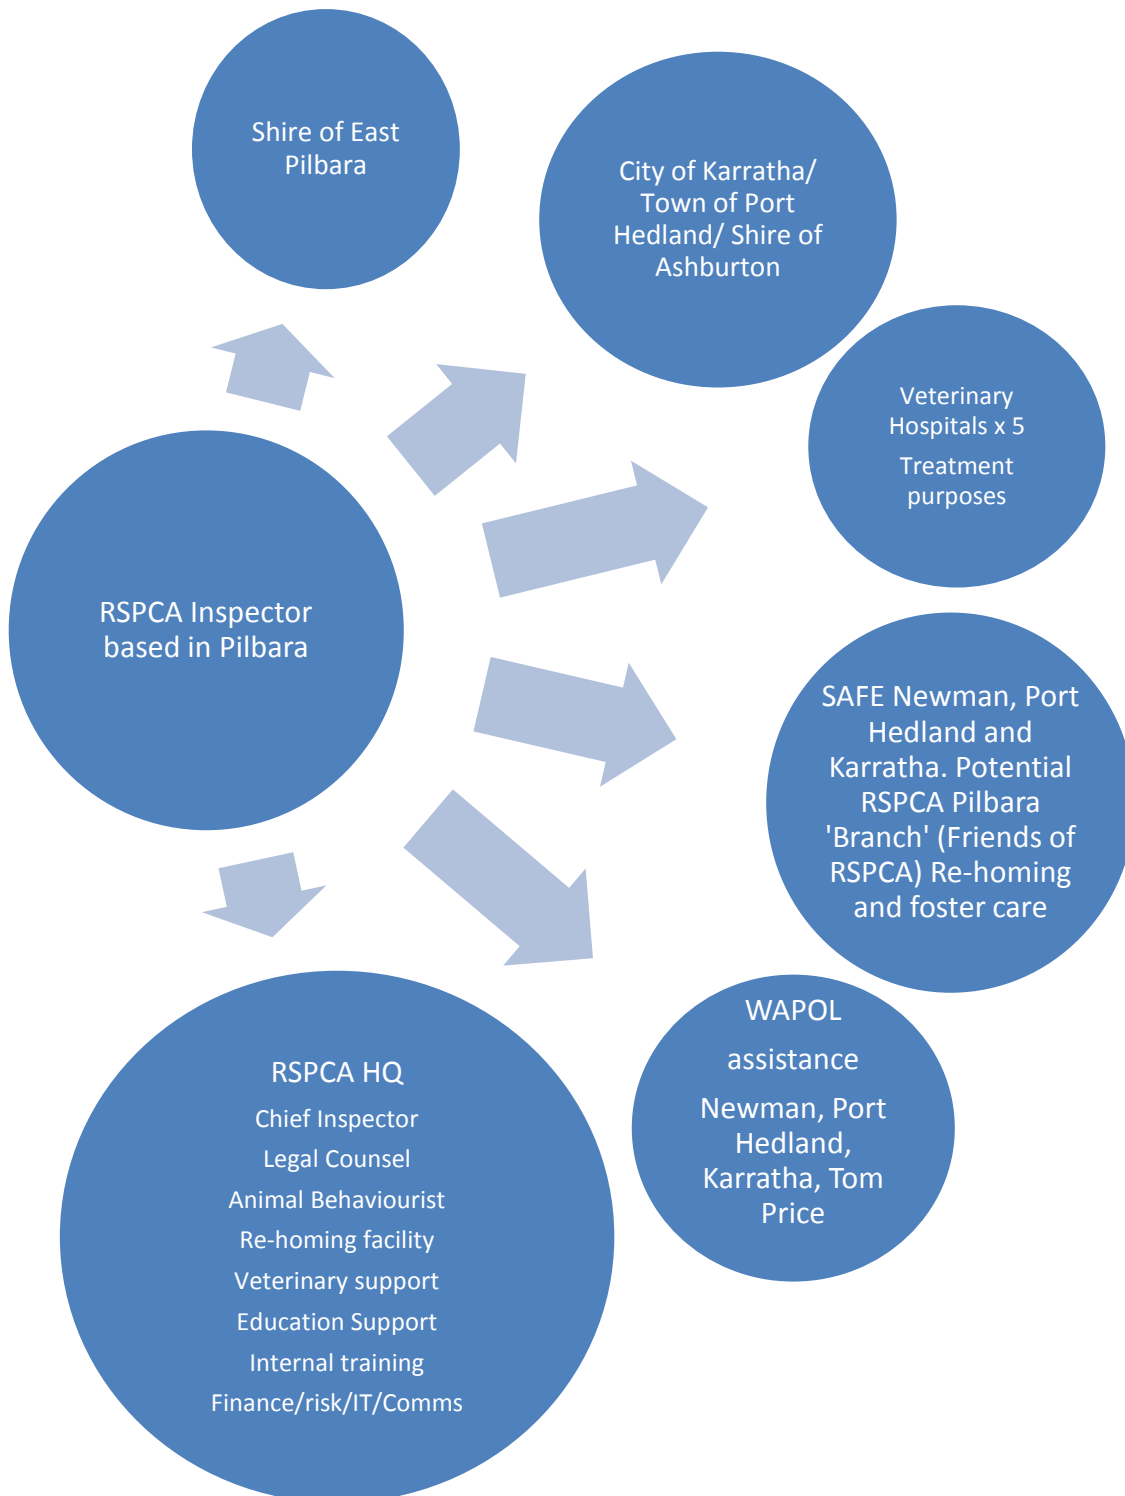 Shire of East
Pilbara
City of Karratha/
Town of Port
Hedland/ Shire of
Ashburton
Veterinary
Hospitals x 5
Treatment
purposes
RSPCA Inspector
based in Pilbara
SAFE Newman, Port
Hedland and
Karratha. Potential
RSPCA Pilbara
'Branch' (Friends of
RSPCA) Re-homing
and foster care
WAPOL
assistance
Newman, Port
Hedland,
Karratha, Tom
Price
RSPCA HQ
Chief Inspector
Legal Counsel
Animal Behaviourist
Re-homing facility
Veterinary support
Education Support
Internal training
Finance/risk/IT/Comms